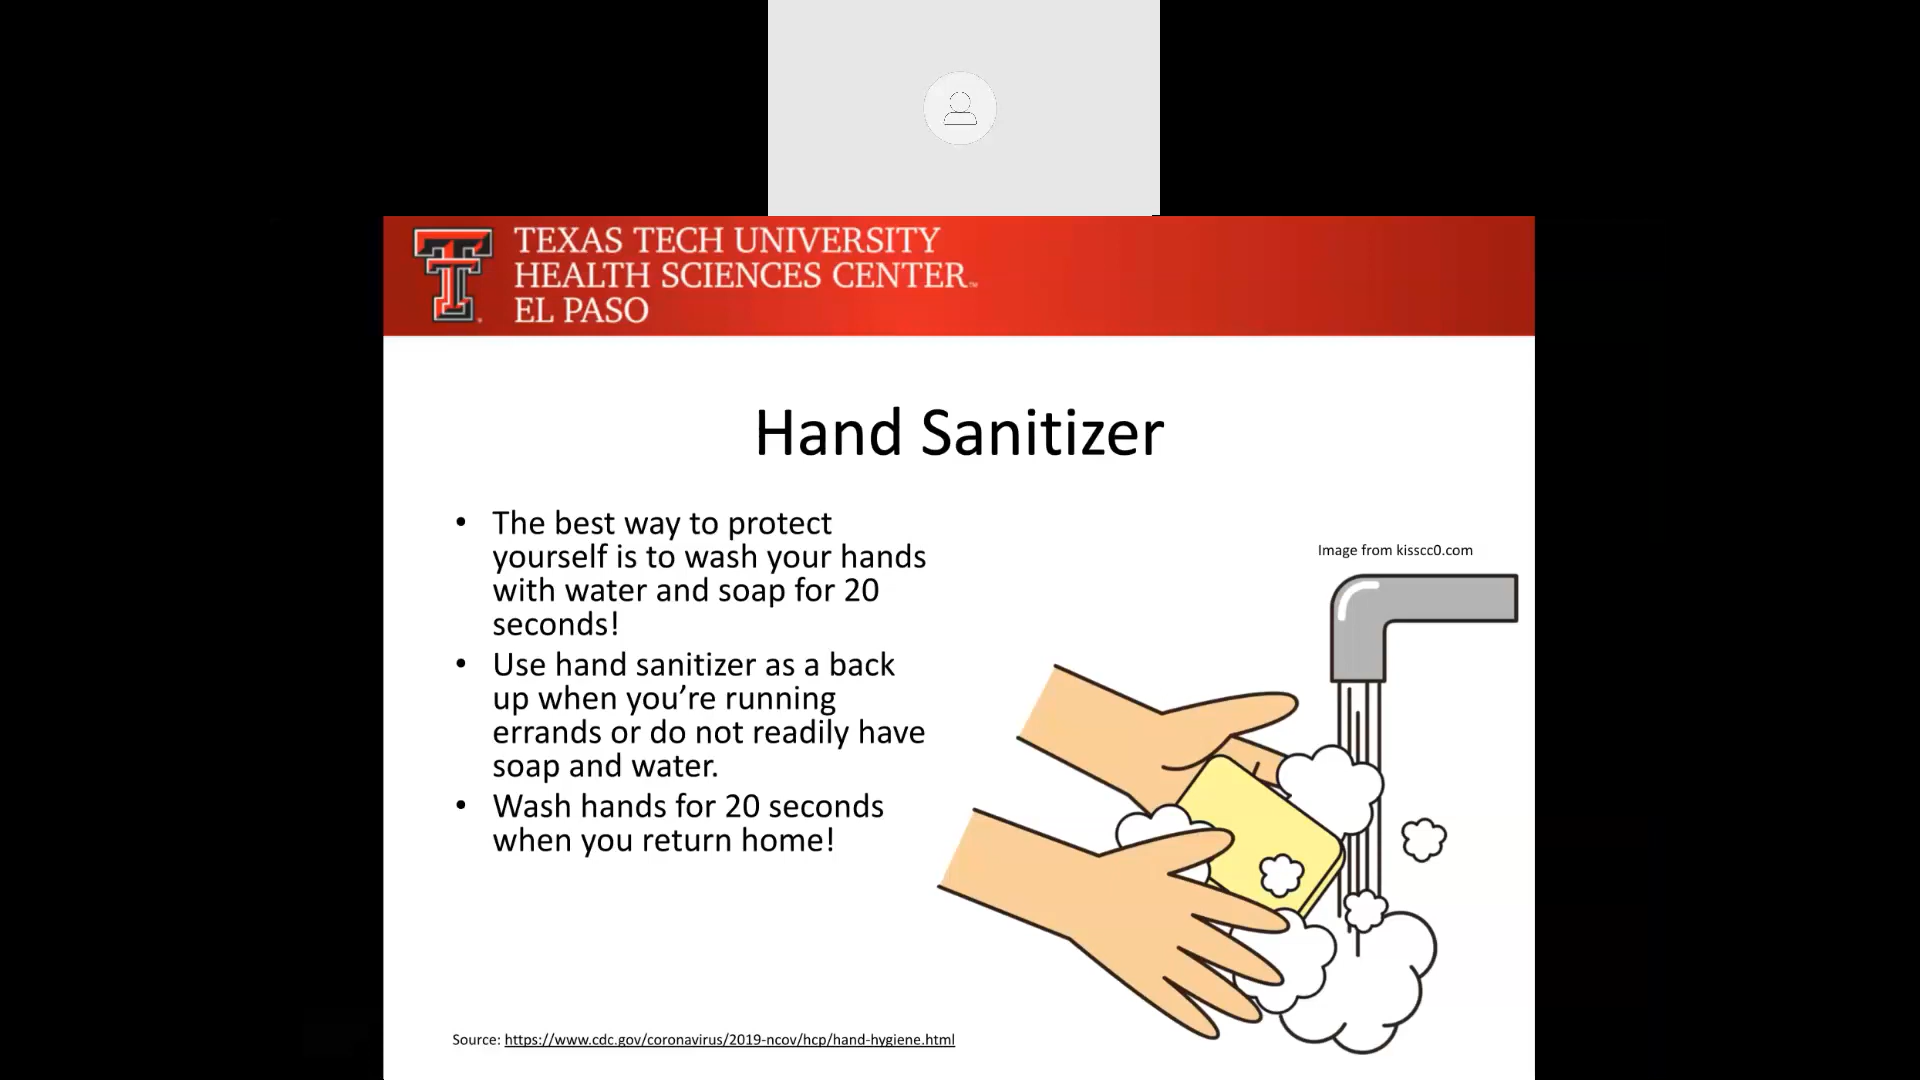 TEXAS TECH UNIVERSITY
HEALTH SCIENCES CENTER™
EL PASO
Hand Sanitizer
• The best way to protect
yourself is to wash your hands
with water and soap for 20
seconds!
• Use hand sanitizer as a back
up when you’re running
errands or do not readily have
soap and water.
• Wash hands for 20 seconds
when you return home!
Image from kisscc0.com
Source: https://www.cdc.gov/coronavirus/2019-ncov/hcp/hand-hygiene.html